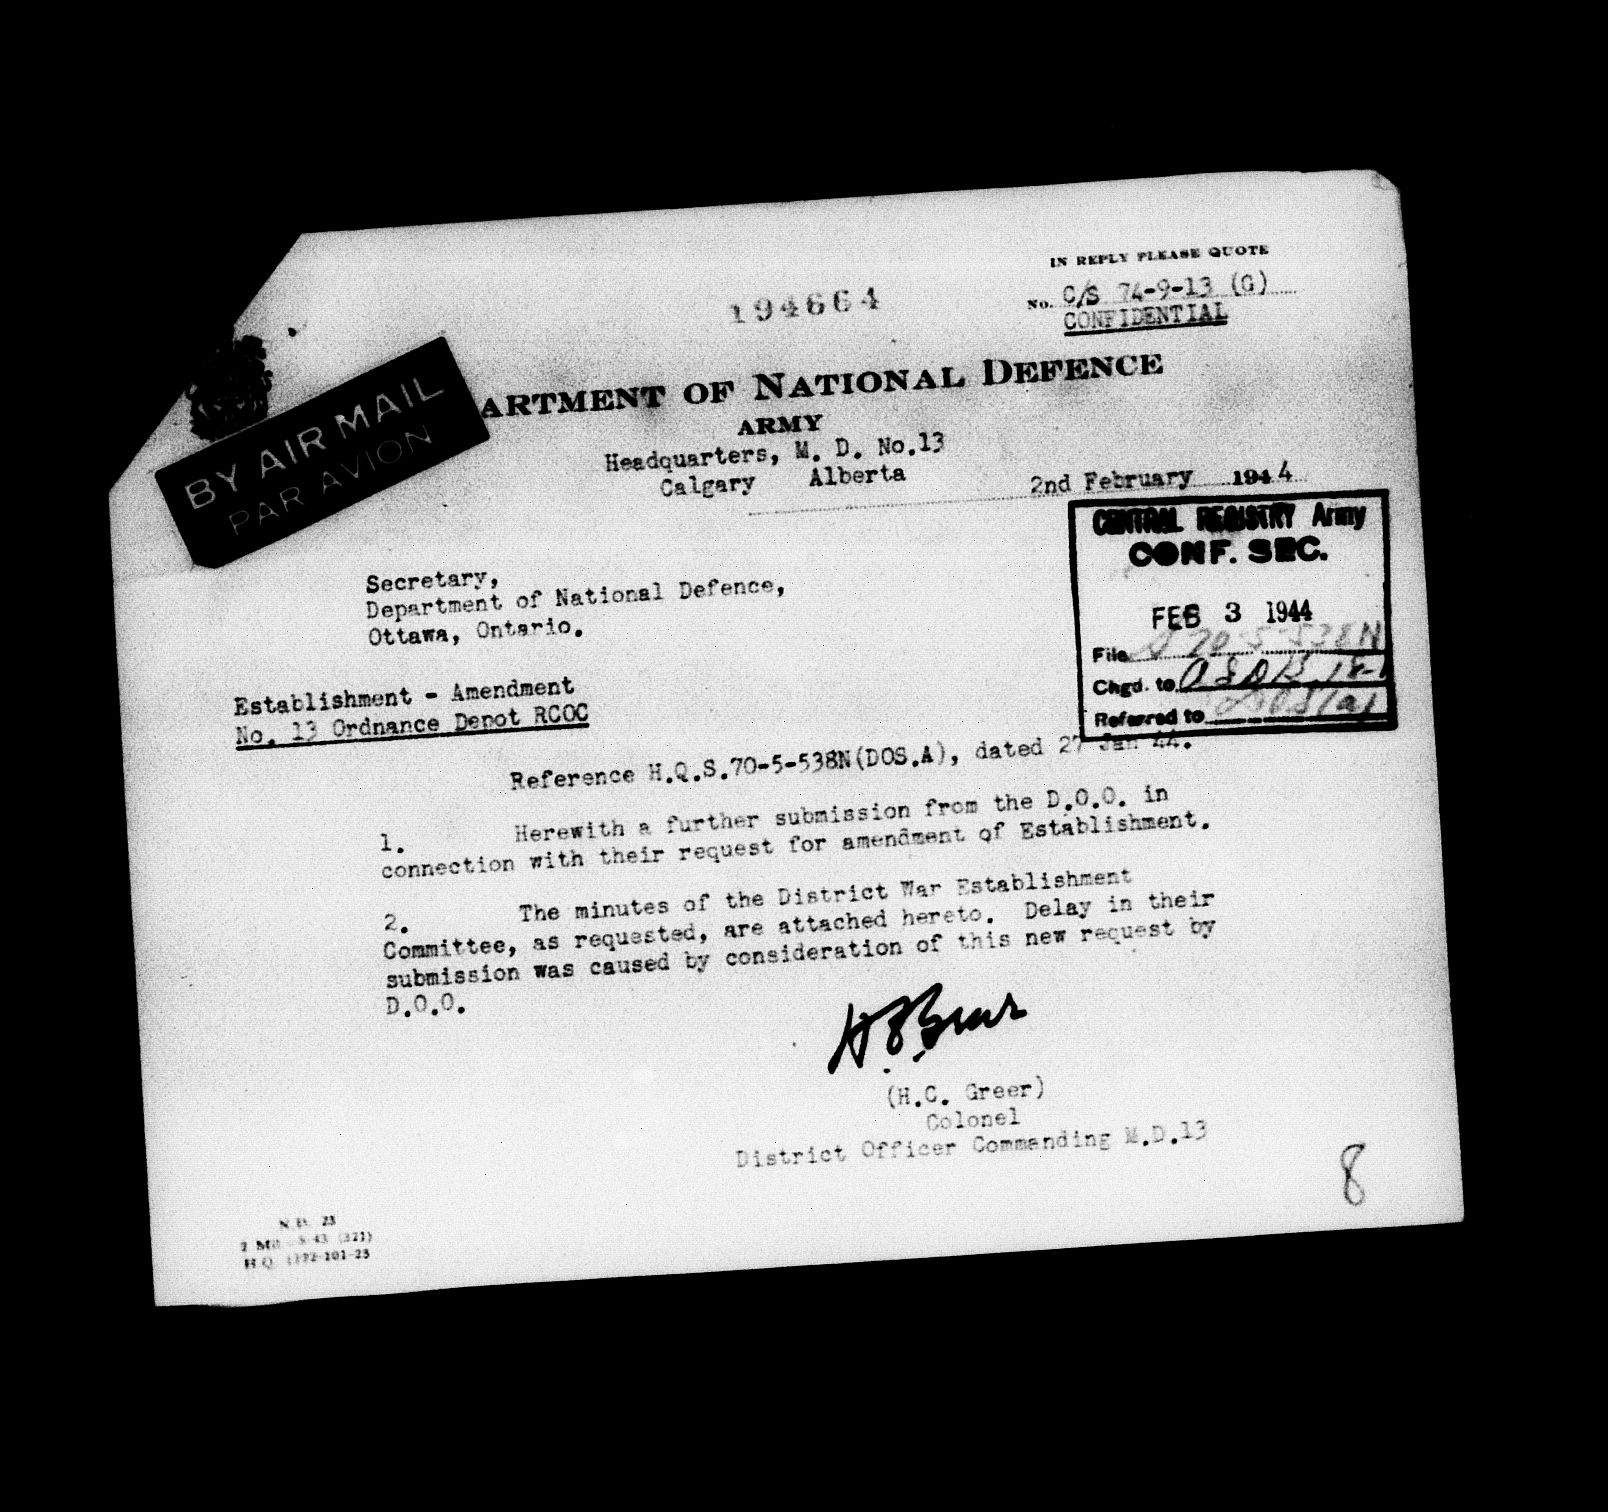 IN REPLY PLEASE QUOTE
194664
No. C/S 74-9-13 (G)
CONFIDENTIAL
BY AIR MAIL
PAR AVION
ARTMENT OF NATIONAL DEFENCE
ARMY
Headquarters, M. D. No.13
Calgary Alberta
2nd February 1944
CENTRAL REGISTRY Army
CONF. SEC.
FEB 3 1944
File
Chgd. to
Referred to
Secretary,
Department of National Defence,
Ottawa, Ontario.
Establishment - Amendment
No. 13 Ordnance Depot RCOC
Reference H.Q.S.70-5-538N(DOS.A), dated 27 Jan 44.
1. Herewith a further submission from the D.O.O. in
connection with their request for amendment of Establishment.
2. The minutes of the District War Establishment
Committee, as requested, are attached hereto. Delay in their
submission was caused by consideration of this new request by
D.O.O.
(H.C. Greer)
Colonel
District Officer Commanding M.D.13
8
N.D. 23